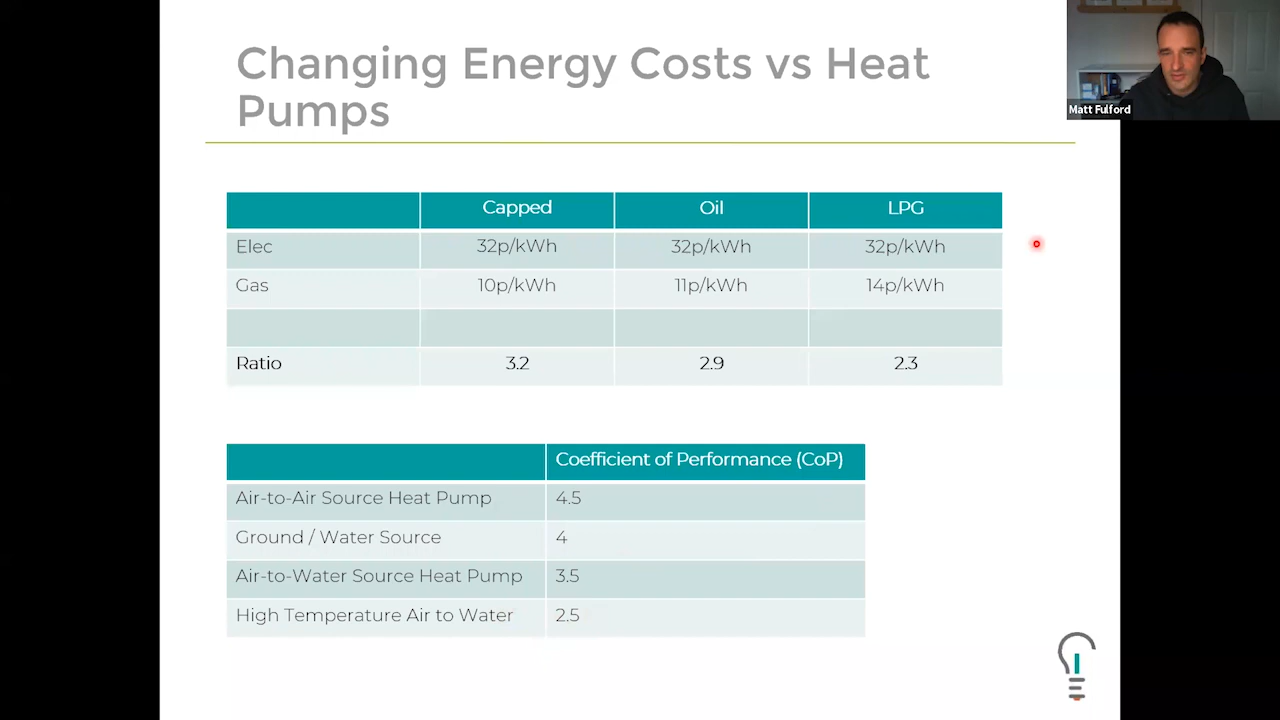 Changing Energy Costs vs Heat
Pumps
Matt Fulford
Capped Oil LPG
Elec 32p/kWh 32p/kWh 32p/kWh
Gas 10p/kWh 11p/kWh 14p/kWh
Ratio 3.2 2.9 2.3
Coefficient of Performance (CoP)
Air-to-Air Source Heat Pump 4.5
Ground / Water Source 4
Air-to-Water Source Heat Pump 3.5
High Temperature Air to Water 2.5